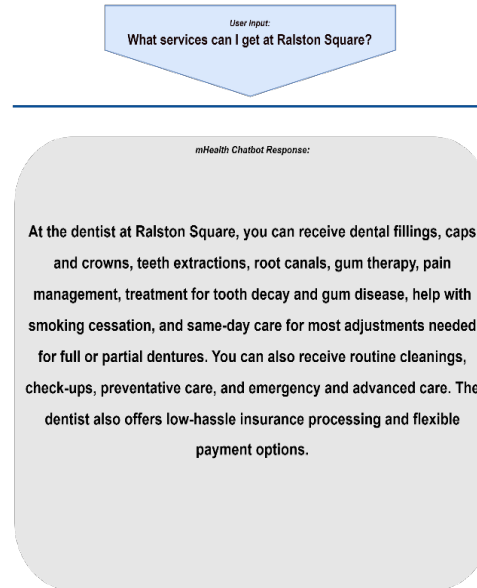 User Input:
What services can I get at Ralston Square?
mHealth Chatbot Response:
At the dentist at Ralston Square, you can receive dental fillings, caps
and crowns, teeth extractions, root canals, gum therapy, pain
management, treatment for tooth decay and gum disease, help with
smoking cessation, and same-day care for most adjustments needed
for full or partial dentures. You can also receive routine cleanings,
check-ups, preventative care, and emergency and advanced care. The
dentist also offers low-hassle insurance processing and flexible
payment options.